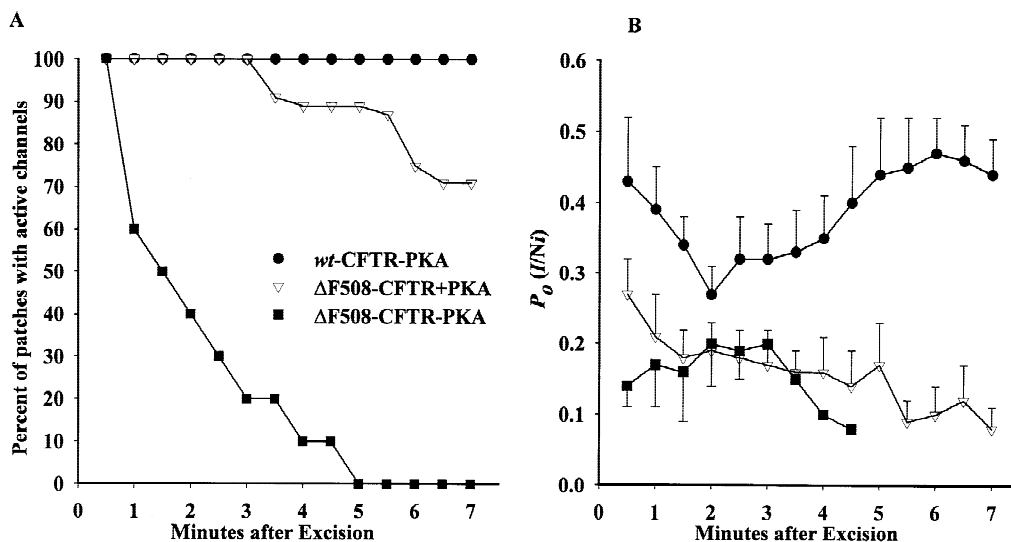 A
Percent of patches with active channels
100
90
80
70
60
50
40
30
20
10
0
0 1 2 3 4 5 6 7
Minutes after Excision
wt-CFTR-PKA
ΔF508-CFTR+PKA
ΔF508-CFTR-PKA
B
P_o (I/Ni)
0.6
0.5
0.4
0.3
0.2
0.1
0.0
0 1 2 3 4 5 6 7
Minutes after Excision